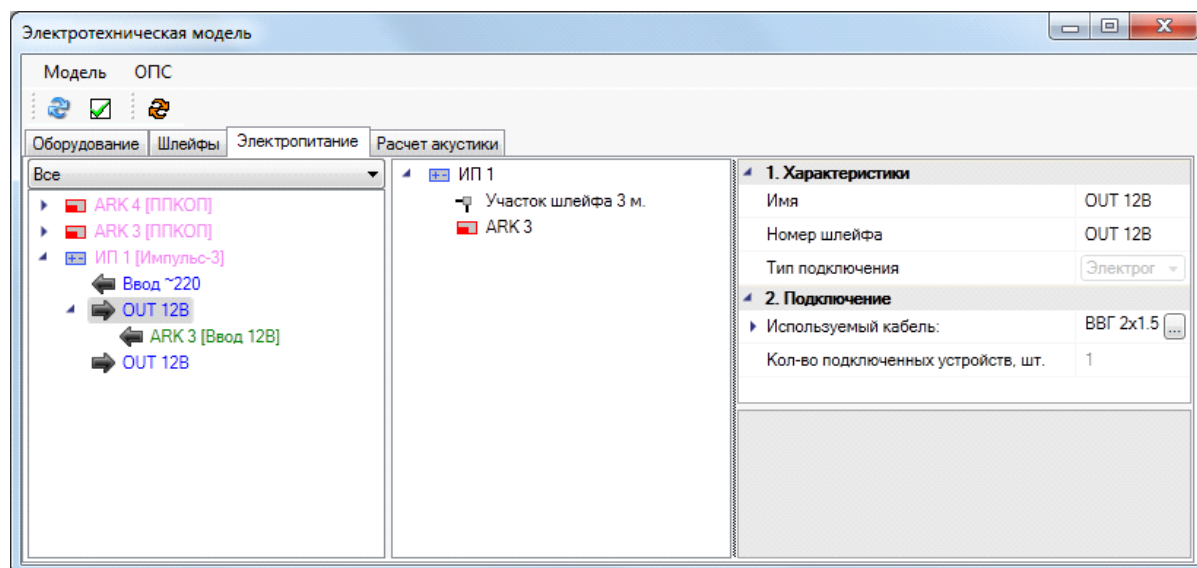 Электротехническая модель
Модель ОПС
Оборудование Шлейфы Электропитание Расчет акустики
Все
ARK 4 [ППКОП]
ARK 3 [ППКОП]
ИП 1 [Импульс-3]
Ввод ~220
OUT 12В
ARK 3 [Ввод 12В]
OUT 12В
ИП 1
Участок шлейфа 3 м.
ARK 3
1. Характеристики
Имя OUT 12В
Номер шлейфа OUT 12В
Тип подключения Электрог
2. Подключение
Используемый кабель: ВВГ 2x1.5 ...
Кол-во подключенных устройств, шт. 1